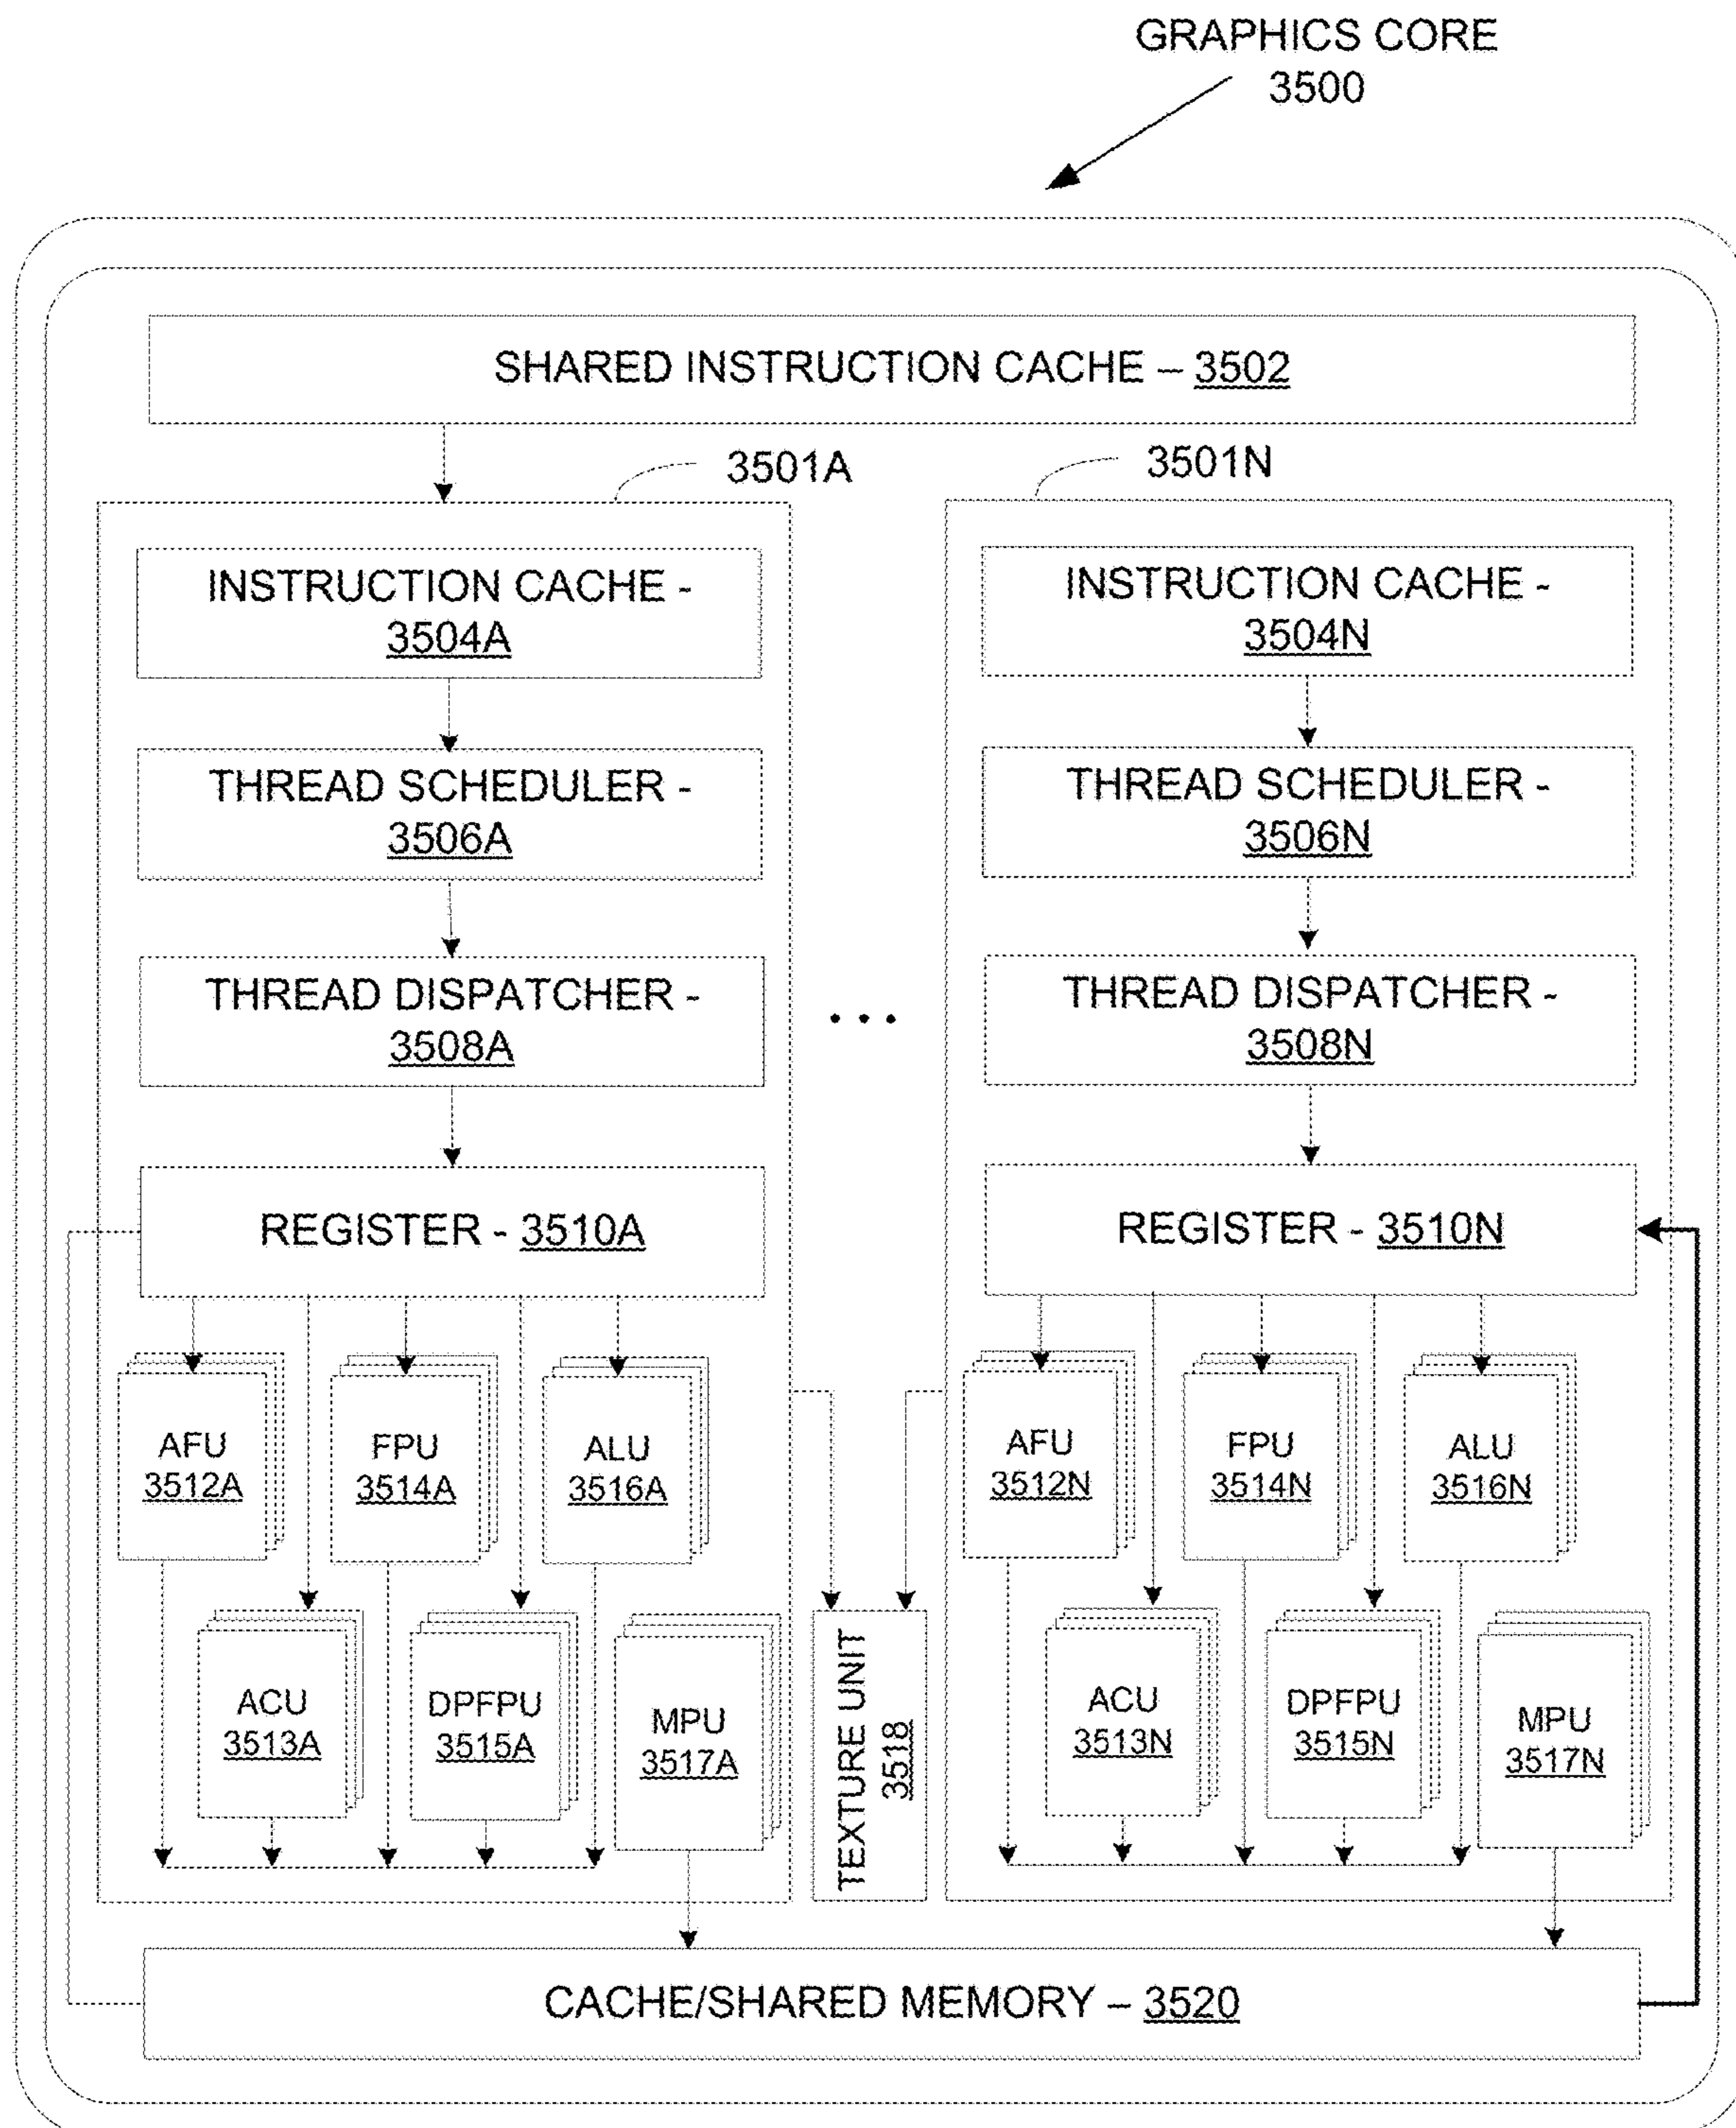 GRAPHICS CORE
3500
SHARED INSTRUCTION CACHE – 3502
3501A
3501N
INSTRUCTION CACHE -
3504A
THREAD SCHEDULER -
3506A
THREAD DISPATCHER -
3508A
REGISTER - 3510A
AFU
3512A
FPU
3514A
ALU
3516A
ACU
3513A
DPFPU
3515A
MPU
3517A
...
TEXTURE UNIT
3518
INSTRUCTION CACHE -
3504N
THREAD SCHEDULER -
3506N
THREAD DISPATCHER -
3508N
REGISTER - 3510N
AFU
3512N
FPU
3514N
ALU
3516N
ACU
3513N
DPFPU
3515N
MPU
3517N
CACHE/SHARED MEMORY – 3520